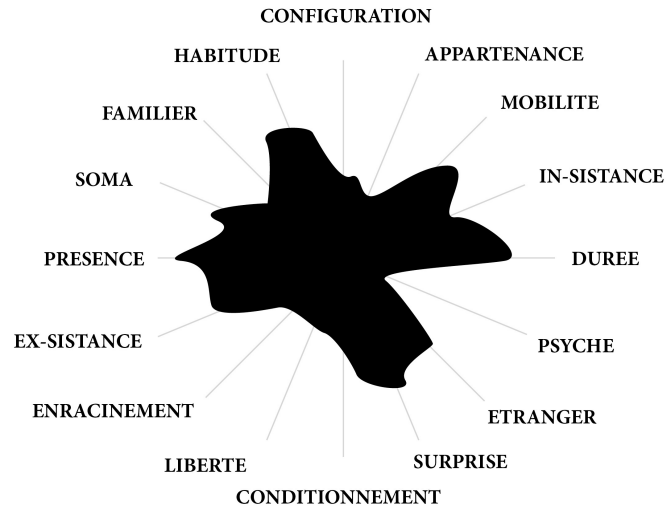 CONFIGURATION
HABITUDE
APPARTENANCE
FAMILIER
MOBILITE
SOMA
IN-SISTANCE
PRESENCE
DUREE
EX-SISTANCE
PSYCHE
ENRACINEMENT
ETRANGER
LIBERTE
SURPRISE
CONDITIONNEMENT